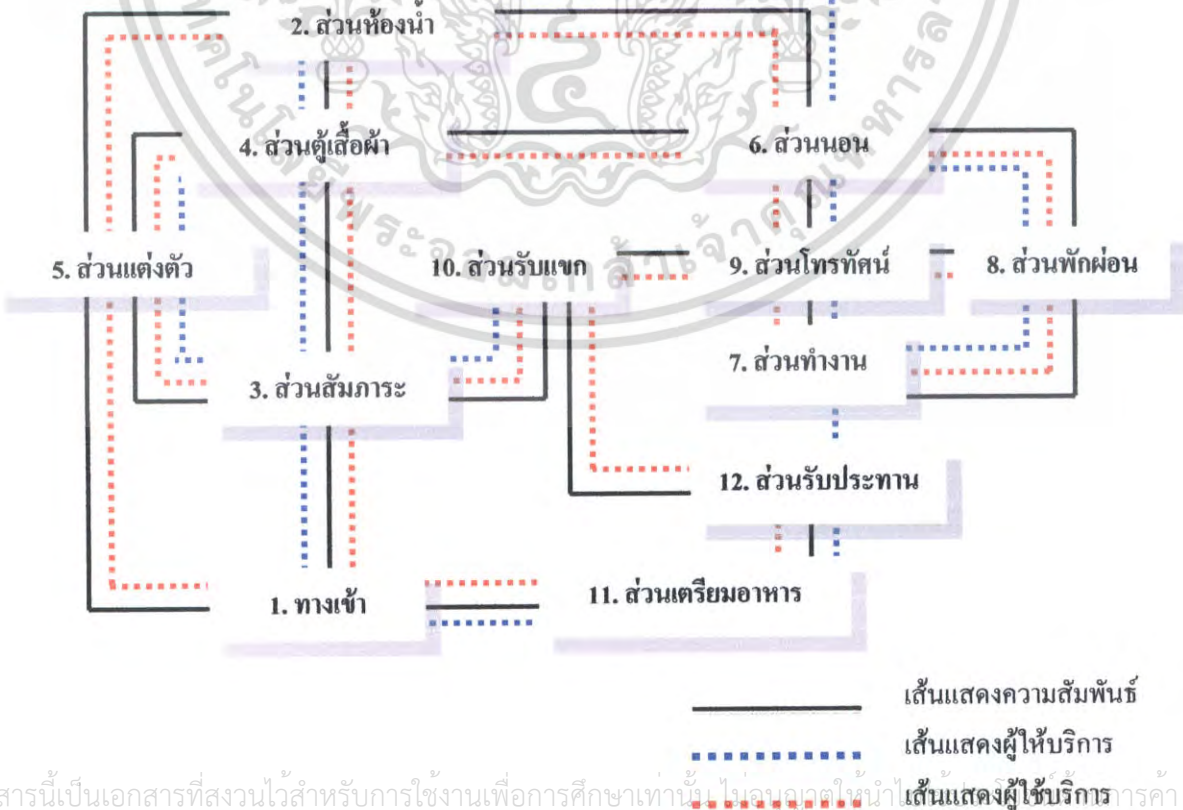 2. ส่วนห้องน้ำ
4. ส่วนตู้เสื้อผ้า
6. ส่วนนอน
5. ส่วนแต่งตัว
10. ส่วนรับแขก
9. ส่วนโทรทัศน์
8. ส่วนพักผ่อน
7. ส่วนทำงาน
3. ส่วนสัมภาระ
12. ส่วนรับประทาน
1. ทางเข้า
11. ส่วนเตรียมอาหาร
เส้นแสดงความสัมพันธ์
เส้นแสดงผู้ให้บริการ
เส้นแสดงผู้ใช้บริการ
สารนี้เป็นเอกสารที่สงวนไว้สำหรับการใช้งานเพื่อการศึกษาเท่านั้น ไม่อนุญาตให้นำไป